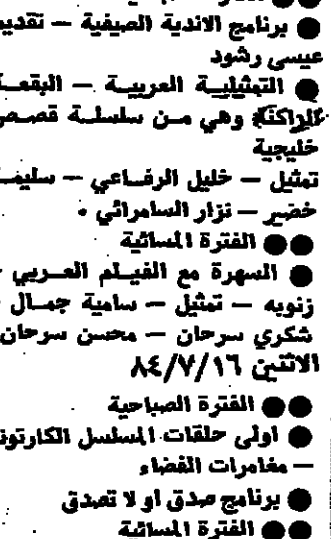 ● برنامج الاندية الصيفية — تقديم
عيسى رشود
● التمثيلية العربية — البقعة
الراكنة وهي من سلسلة قصص
خليجية
تمثيل — خليل الرفاعي — سليمة
خضير — نزار السامرائي .
●● الفترة المسائية
● السهرة مع الفيلم العربي
زنوبه — تمثيل — سامية جمال
شكري سرحان — محسن سرحان
الاثنين ٨٤/٧/١٦
●● الفترة الصباحية
● اولى حلقات المسلسل الكارتوني
— مغامرات الفضاء
● برنامج صدق او لا تصدق
●● الفترة المسائية